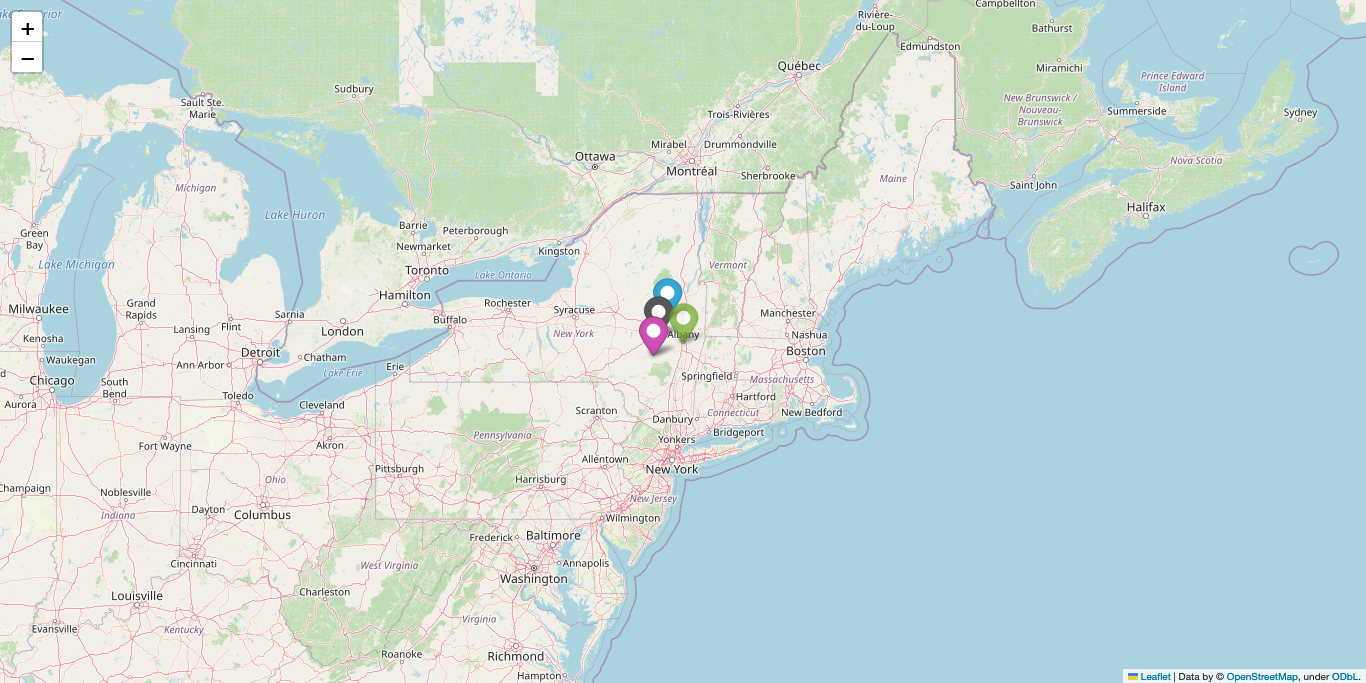 Lake Superior
+
−
Rivière-
du-Loup
Campbellton
Bathurst
Edmundston
Québec
Miramichi
Prince Edward
Island
Sudbury
Sault Ste.
Marie
Trois-Rivières
New Brunswick /
Nouveau-
Brunswick
Summerside
Sydney
Mirabel
Drummondville
Ottawa
Montréal
Sherbrooke
Nova Scotia
Maine
Saint John
Michigan
Halifax
Lake Huron
Barrie
Peterborough
Green
Bay
Newmarket
Kingston
Lake Michigan
Toronto
Lake Ontario
Vermont
Hamilton
Milwaukee
Grand
Rapids
Rochester
Syracuse
Sarnia
Manchester
Lansing
Flint
London
Buffalo
New York
Albany
Nashua
Kenosha
Detroit
Boston
Waukegan
Ann Arbor
Chatham
Erie
Lake Erie
Springfield
Massachusetts
Chicago
South
Bend
Toledo
Hartford
Aurora
Cleveland
Scranton
Danbury
Connecticut
New Bedford
Bridgeport
Fort Wayne
Akron
Pennsylvania
Yonkers
Pittsburgh
Allentown
New York
Ohio
Harrisburg
Champaign
Noblesville
New Jersey
Indiana
Dayton
Columbus
Wilmington
Frederick
Baltimore
Cincinnati
West Virginia
Annapolis
Washington
Louisville
Charleston
Evansville
Kentucky
Virginia
Roanoke
Richmond
Hampton
Leaflet | Data by © OpenStreetMap, under ODbL.